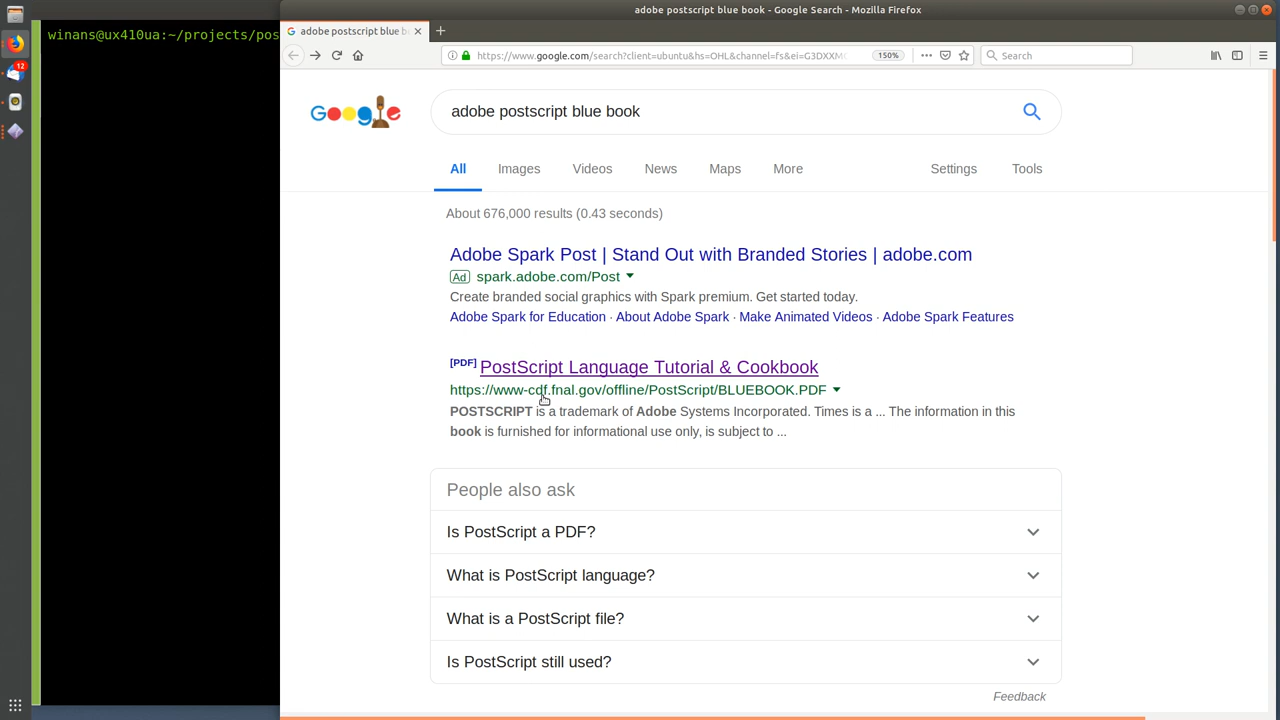 adobe postscript blue book - Google Search - Mozilla Firefox
winans@ux410ua:~/projects/pos
G adobe postscript blue b
12
https://www.google.com/search?client=ubuntu&hs=OHL&channel=fs&ei=G3DXXM
150%
Search
Google
adobe postscript blue book
All Images Videos News Maps More Settings Tools
About 676,000 results (0.43 seconds)
Adobe Spark Post | Stand Out with Branded Stories | adobe.com
Ad spark.adobe.com/Post
Create branded social graphics with Spark premium. Get started today.
Adobe Spark for Education · About Adobe Spark · Make Animated Videos · Adobe Spark Features
[PDF] PostScript Language Tutorial & Cookbook
https://www-cdf.fnal.gov/offline/PostScript/BLUEBOOK.PDF
POSTSCRIPT is a trademark of Adobe Systems Incorporated. Times is a ... The information in this
book is furnished for informational use only, is subject to ...
People also ask
Is PostScript a PDF?
What is PostScript language?
What is a PostScript file?
Is PostScript still used?
Feedback